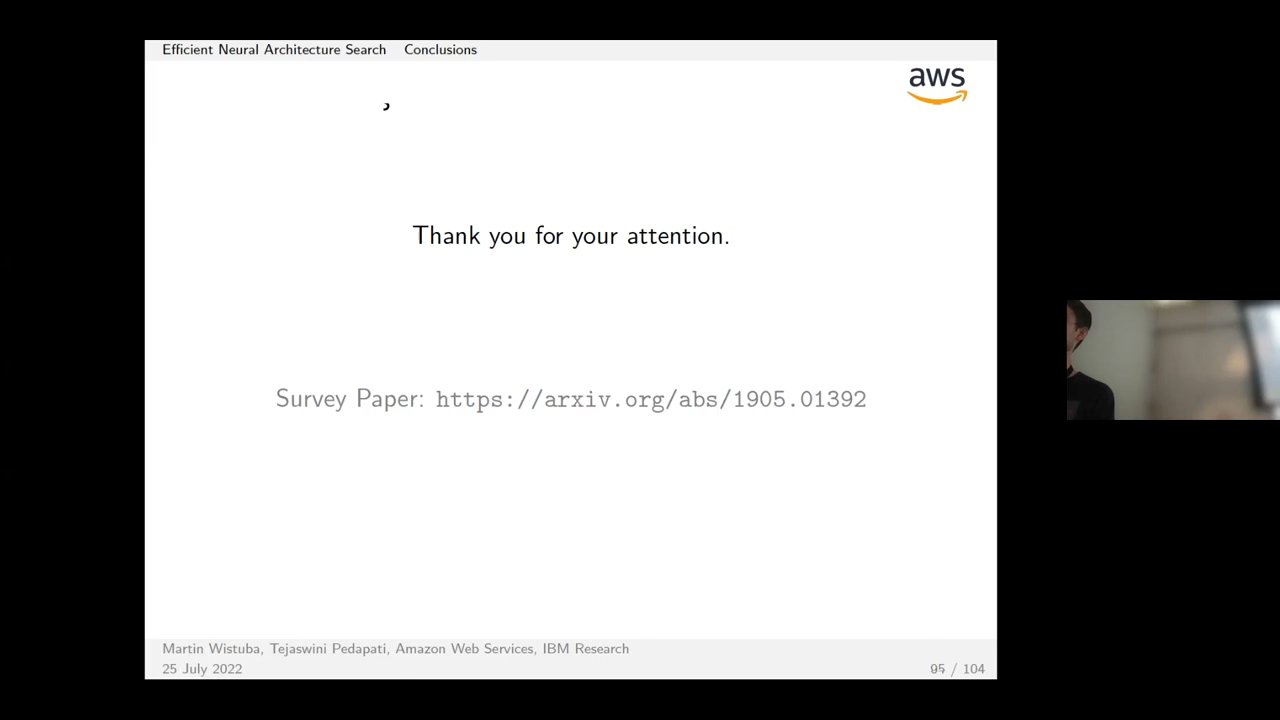 Efficient Neural Architecture Search Conclusions
aws
Thank you for your attention.
Survey Paper: https://arxiv.org/abs/1905.01392
Martin Wistuba, Tejaswini Pedapati, Amazon Web Services, IBM Research
25 July 2022
95 / 104